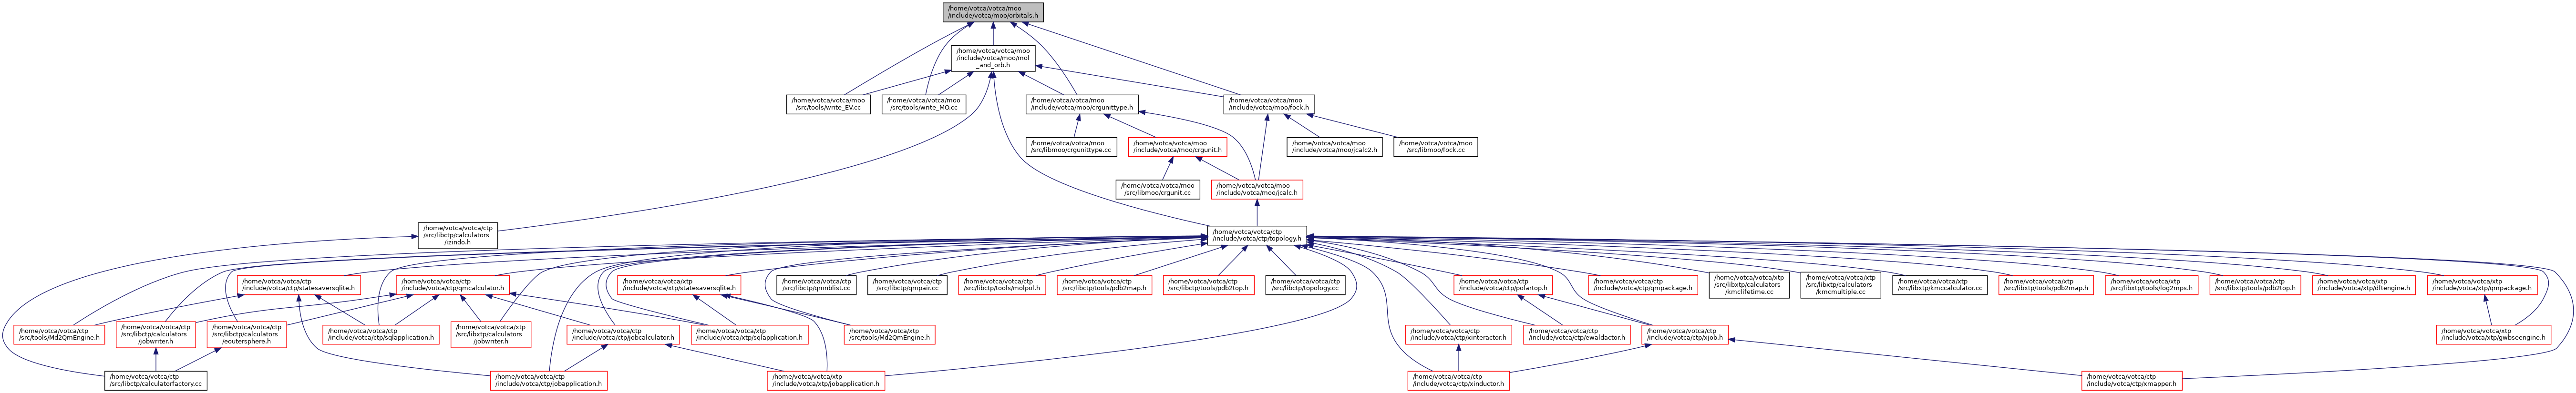 /home/votca/votca/moo
/include/votca/moo/orbitals.h
/home/votca/votca/moo
/include/votca/moo/mol
_and_orb.h
/home/votca/votca/moo
/src/tools/write_EV.cc
/home/votca/votca/moo
/src/tools/write_MO.cc
/home/votca/votca/moo
/include/votca/moo/crgunittype.h
/home/votca/votca/moo
/include/votca/moo/fock.h
/home/votca/votca/moo
/src/libmoo/crgunittype.cc
/home/votca/votca/moo
/include/votca/moo/crgunit.h
/home/votca/votca/moo
/include/votca/moo/jcalc2.h
/home/votca/votca/moo
/src/libmoo/fock.cc
/home/votca/votca/moo
/src/libmoo/crgunit.cc
/home/votca/votca/moo
/include/votca/moo/jcalc.h
/home/votca/votca/ctp
/src/libctp/calculators
/izindo.h
/home/votca/votca/ctp
/include/votca/ctp/topology.h
/home/votca/votca/ctp
/include/votca/ctp/statesaversqlite.h
/home/votca/votca/ctp
/include/votca/ctp/qmcalculator.h
/home/votca/votca/xtp
/include/votca/xtp/statesaversqlite.h
/home/votca/votca/ctp
/src/libctp/qmnblist.cc
/home/votca/votca/ctp
/src/libctp/qmpair.cc
/home/votca/votca/ctp
/src/libctp/tools/molpol.h
/home/votca/votca/ctp
/src/libctp/tools/pdb2map.h
/home/votca/votca/ctp
/src/libctp/tools/pdb2top.h
/home/votca/votca/ctp
/src/libctp/topology.cc
/home/votca/votca/ctp
/include/votca/ctp/polartop.h
/home/votca/votca/ctp
/include/votca/ctp/qmpackage.h
/home/votca/votca/xtp
/src/libxtp/calculators
/kmclifetime.cc
/home/votca/votca/xtp
/src/libxtp/calculators
/kmcmultiple.cc
/home/votca/votca/xtp
/src/libxtp/kmccalculator.cc
/home/votca/votca/xtp
/src/libxtp/tools/pdb2map.h
/home/votca/votca/xtp
/src/libxtp/tools/log2mps.h
/home/votca/votca/xtp
/src/libxtp/tools/pdb2top.h
/home/votca/votca/xtp
/include/votca/xtp/dftengine.h
/home/votca/votca/xtp
/include/votca/xtp/qmpackage.h
/home/votca/votca/ctp
/src/tools/Md2QmEngine.h
/home/votca/votca/ctp
/src/libctp/calculators
/jobwriter.h
/home/votca/votca/ctp
/src/libctp/calculators
/eoutersphere.h
/home/votca/votca/ctp
/include/votca/ctp/sqlapplication.h
/home/votca/votca/xtp
/src/libxtp/calculators
/jobwriter.h
/home/votca/votca/ctp
/include/votca/ctp/jobcalculator.h
/home/votca/votca/xtp
/include/votca/xtp/sqlapplication.h
/home/votca/votca/xtp
/src/tools/Md2QmEngine.h
/home/votca/votca/ctp
/include/votca/ctp/xinteractor.h
/home/votca/votca/ctp
/include/votca/ctp/ewaldactor.h
/home/votca/votca/ctp
/include/votca/ctp/xjob.h
/home/votca/votca/xtp
/include/votca/xtp/gwbseengine.h
/home/votca/votca/ctp
/src/libctp/calculatorfactory.cc
/home/votca/votca/ctp
/include/votca/ctp/jobapplication.h
/home/votca/votca/xtp
/include/votca/xtp/jobapplication.h
/home/votca/votca/ctp
/include/votca/ctp/xinductor.h
/home/votca/votca/ctp
/include/votca/ctp/xmapper.h